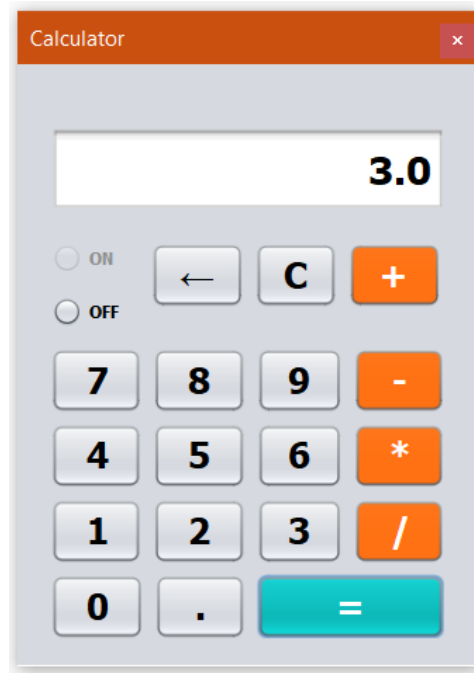 Calculator ×
3.0
ON ← C +
OFF
7 8 9 -
4 5 6 *
1 2 3 /
0 . =